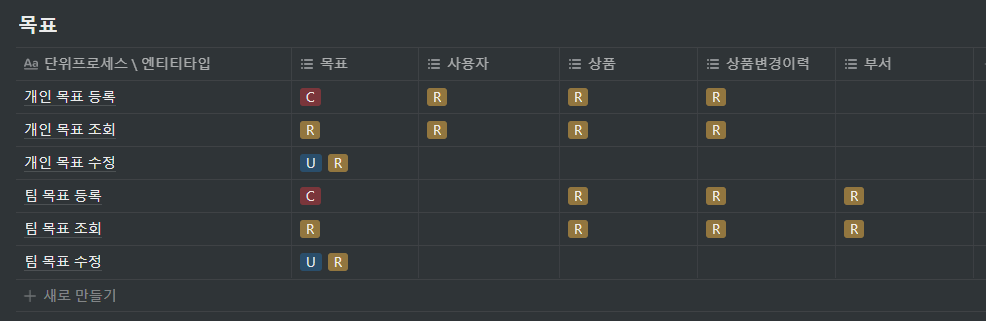 목표
Aa 단위프로세스 \ 엔티티타입 목표 사용자 상품 상품변경이력 부서
개인 목표 등록 C R R R
개인 목표 조회 R R R R
개인 목표 수정 U R
팀 목표 등록 C R R R
팀 목표 조회 R R R R
팀 목표 수정 U R
+ 새로 만들기